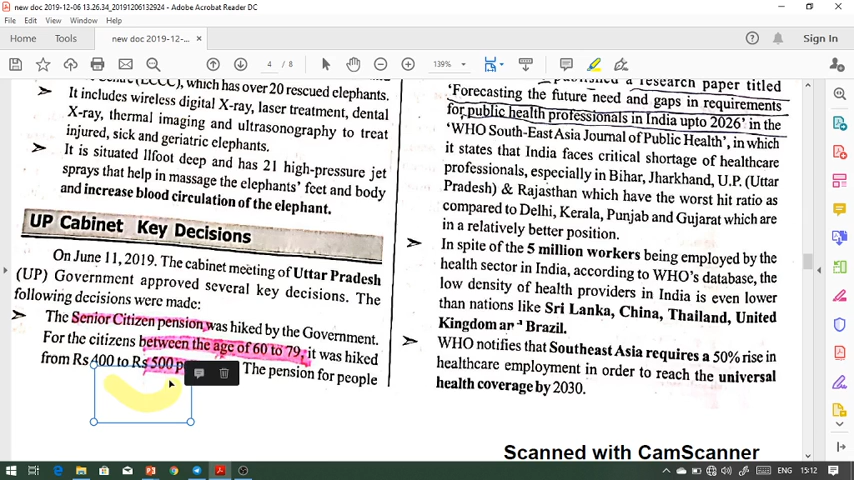 new doc 2019-12-06 13.26.34_20191206132924.pdf - Adobe Acrobat Reader DC
File Edit View Window Help
Home Tools new doc 2019-12-... × Sign In
4 / 8 139%
Centre (ECCC), which has over 20 rescued elephants.
It includes wireless digital X-ray, laser treatment, dental
X-ray, thermal imaging and ultrasonography to treat
injured, sick and geriatric elephants.
It is situated llfoot deep and has 21 high-pressure jet
sprays that help in massage the elephants' feet and body
and increase blood circulation of the elephant.
UP Cabinet Key Decisions
On June 11, 2019. The cabinet meeting of Uttar Pradesh
(UP) Government approved several key decisions. The
following decisions were made:
The Senior Citizen pension was hiked by the Government.
For the citizens between the age of 60 to 79, it was hiked
from Rs 400 to Rs 500 p The pension for people
published a research paper titled
'Forecasting the future need and gaps in requirements
for public health professionals in India upto 2026' in the
'WHO South-East Asia Journal of Public Health', in which
it states that India faces critical shortage of healthcare
professionals, especially in Bihar, Jharkhand, U.P. (Uttar
Pradesh) & Rajasthan which have the worst hit ratio as
compared to Delhi, Kerala, Punjab and Gujarat which are
in a relatively better position.
In spite of the 5 million workers being employed by the
health sector in India, according to WHO's database, the
low density of health providers in India is even lower
than nations like Sri Lanka, China, Thailand, United
Kingdom and Brazil.
WHO notifies that Southeast Asia requires a 50% rise in
healthcare employment in order to reach the universal
health coverage by 2030.
Scanned with CamScanner
ENG 15:12